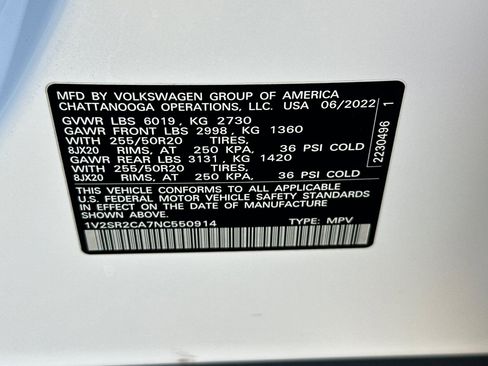 MFD BY VOLKSWAGEN GROUP OF AMERICA
CHATTANOOGA OPERATIONS, LLC. USA 06/2022
GVWR LBS 6019, KG 2730
GAWR FRONT LBS 2998, KG 1360
WITH 255/50R20 TIRES,
8JX20 RIMS, AT 250 KPA, 36 PSI COLD
GAWR REAR LBS 3131, KG 1420
WITH 255/50R20 TIRES,
8JX20 RIMS, AT 250 KPA, 36 PSI COLD
THIS VEHICLE CONFORMS TO ALL APPLICABLE
U.S. FEDERAL MOTOR VEHICLE SAFETY STANDARDS
IN EFFECT ON THE DATE OF MANUFACTURE SHOWN ABOVE
1V2SR2CA7NC550914 TYPE: MPV
2230496 1